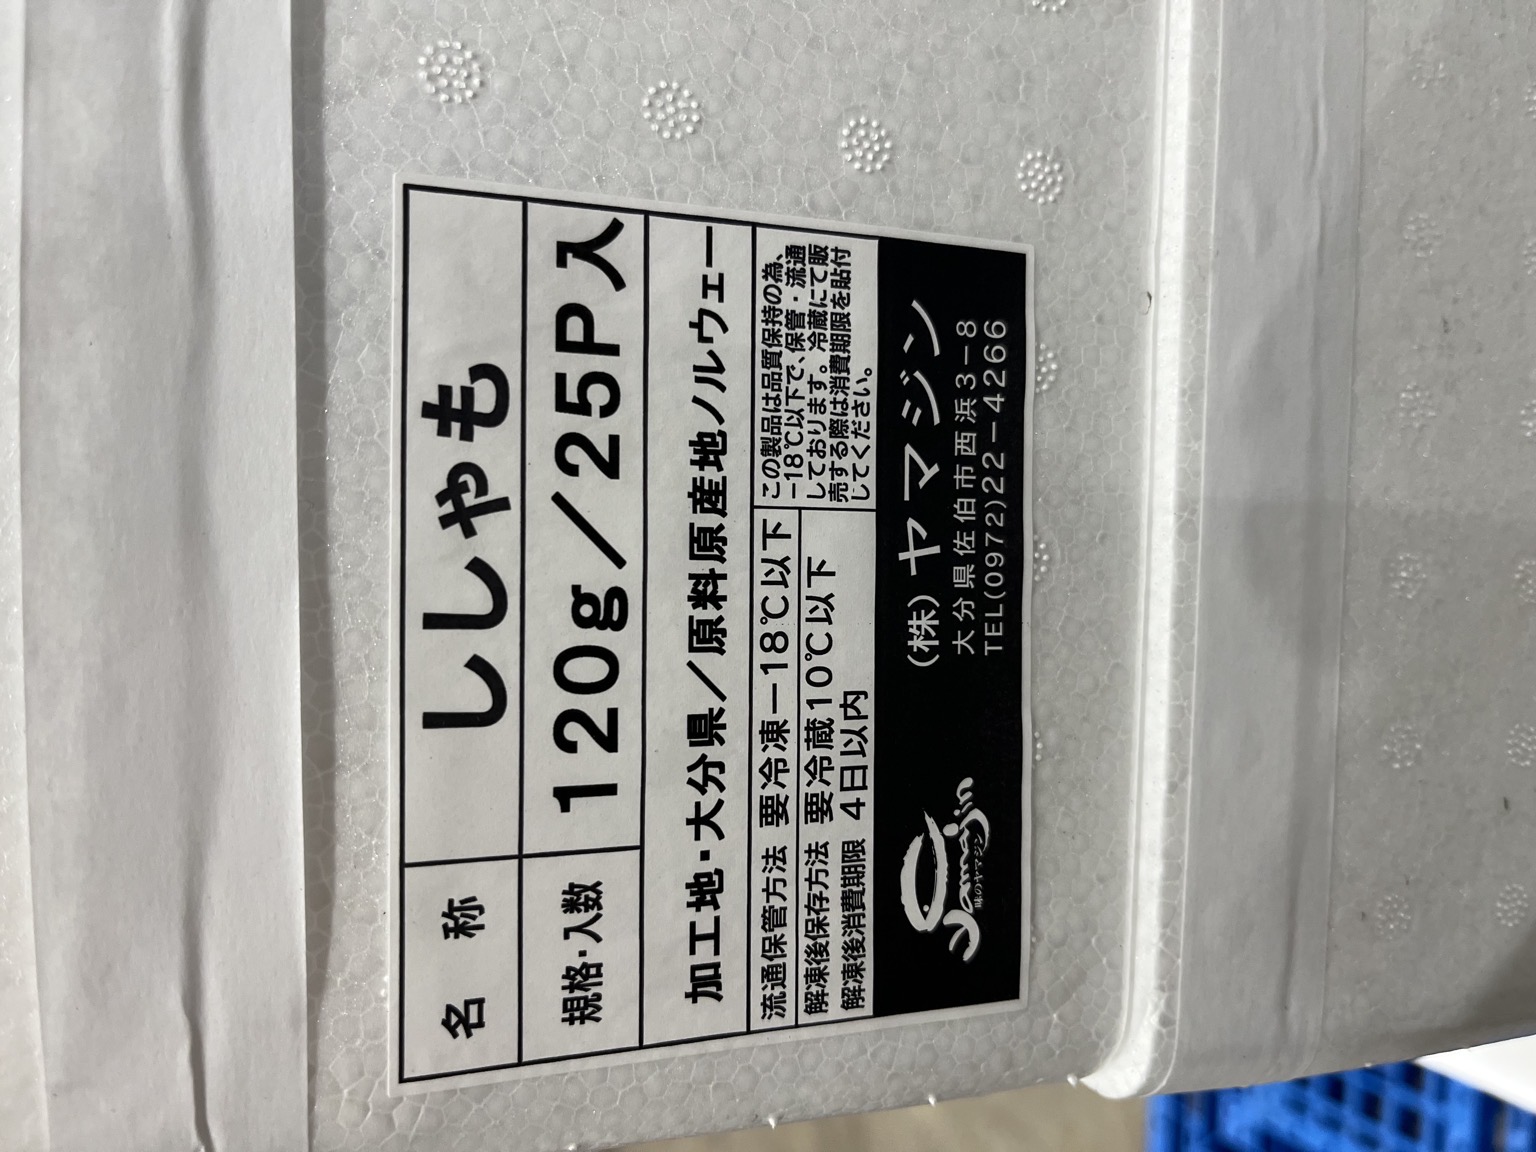 名 称 ししゃも
規格・入数 120g/25P入
加工地・大分県/原料原産地ノルウェー
流通保管方法 要冷凍-18℃以下
解凍後保存方法 要冷蔵10℃以下
解凍後消費期限 4日以内
この製品は品質保持の為、
-18℃以下で、保管・流通
しております。冷蔵にて販
売する際は消費期限を貼付
してください。
Yamajin
味のヤマジン
(株)ヤマジン
大分県佐伯市西浜3-8
TEL(0972)22-4266